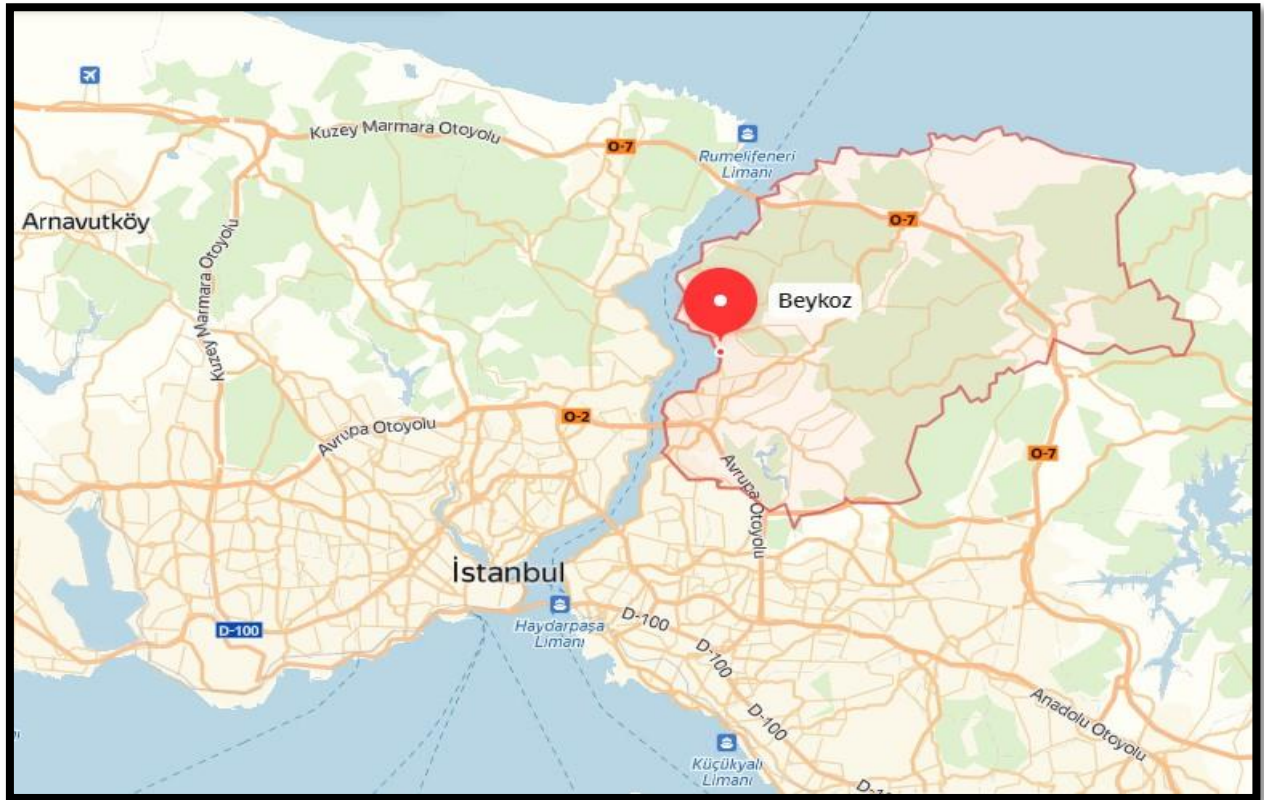 Kuzey Marmara Otoyolu
O-7
Rumelifeneri
Limanı
Arnavutköy
O-7
Kuzey Marmara Otoyolu
Beykoz
O-2
Avrupa Otoyolu
O-7
Avrupa Otoyolu
İstanbul
D-100
Haydarpaşa
Limanı
D-100
D-100
D-100
Anadolu Otoyolu
Küçükyalı
Limanı
D-100